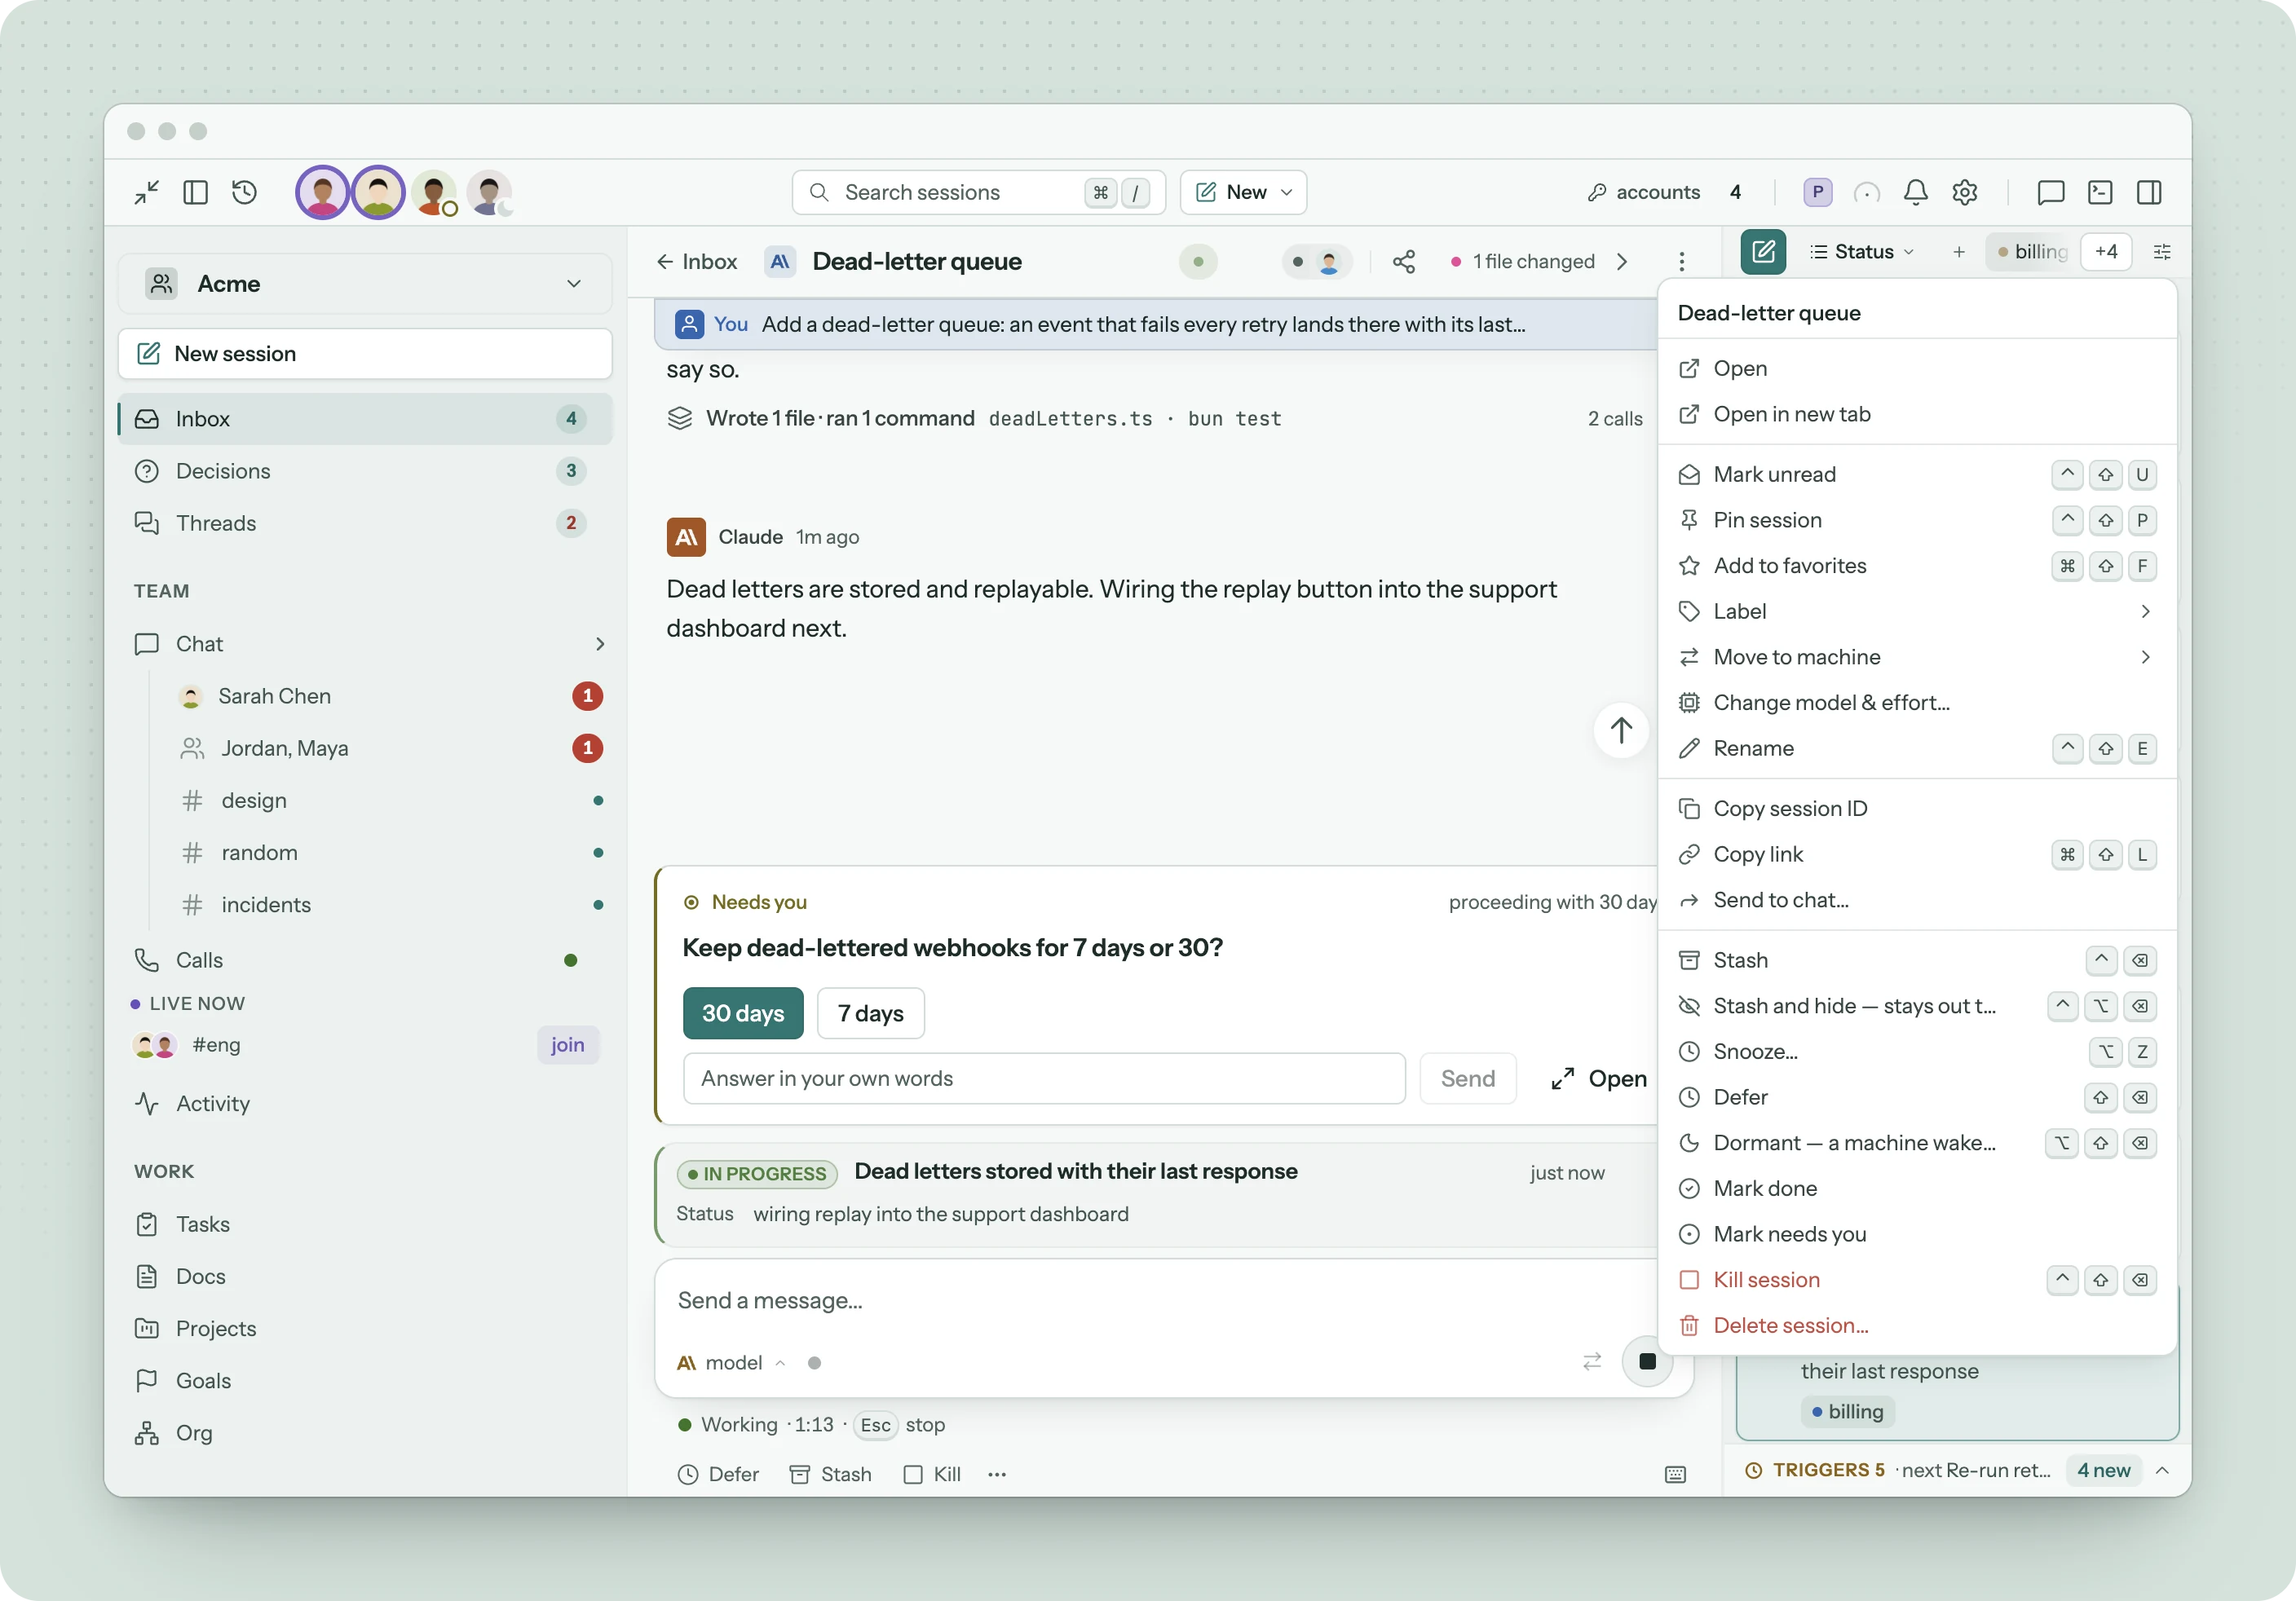 Search sessions ⌘ /
New
accounts 4
P
Acme
New session
Inbox 4
Decisions 3
Threads 2
TEAM
Chat
Sarah Chen 1
Jordan, Maya 1
# design
# random
# incidents
Calls
LIVE NOW
#eng join
Activity
WORK
Tasks
Docs
Projects
Goals
Org
← Inbox
Dead-letter queue
1 file changed
You Add a dead-letter queue: an event that fails every retry lands there with its last...
say so.
Wrote 1 file · ran 1 command deadLetters.ts · bun test 2 calls
Claude 1m ago
Dead letters are stored and replayable. Wiring the replay button into the support
dashboard next.
Needs you proceeding with 30 day
Keep dead-lettered webhooks for 7 days or 30?
30 days 7 days
Answer in your own words Send Open
IN PROGRESS Dead letters stored with their last response just now
Status wiring replay into the support dashboard
Send a message...
model
Working · 1:13 · Esc stop
Defer Stash Kill ...
Status + billing +4
Dead-letter queue
Open
Open in new tab
Mark unread ^ ⇧ U
Pin session ^ ⇧ P
Add to favorites ⌘ ⇧ F
Label
Move to machine
Change model & effort...
Rename ^ ⇧ E
Copy session ID
Copy link ⌘ ⇧ L
Send to chat...
Stash ^ ⌫
Stash and hide — stays out t... ^ ⌥ ⌫
Snooze... ⌥ Z
Defer ⇧ ⌫
Dormant — a machine wake... ⌥ ⇧ ⌫
Mark done
Mark needs you
Kill session ^ ⇧ ⌫
Delete session...
their last response
billing
TRIGGERS 5 · next Re-run ret... 4 new